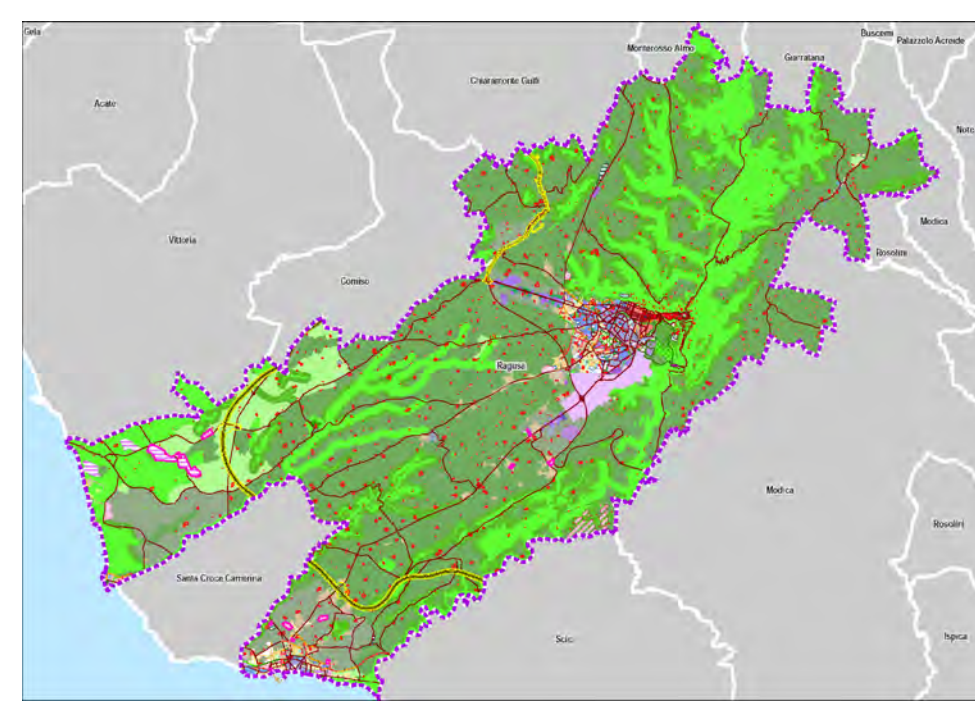 Gela
Buscemi
Palazzolo Acreide
Monterosso Almo
Giarratana
Chiaramonte Gulfi
Acate
Noto
Modica
Vittoria
Rosolini
Comiso
Ragusa
Modica
Rosolini
Santa Croce Camerina
Scicli
Ispica